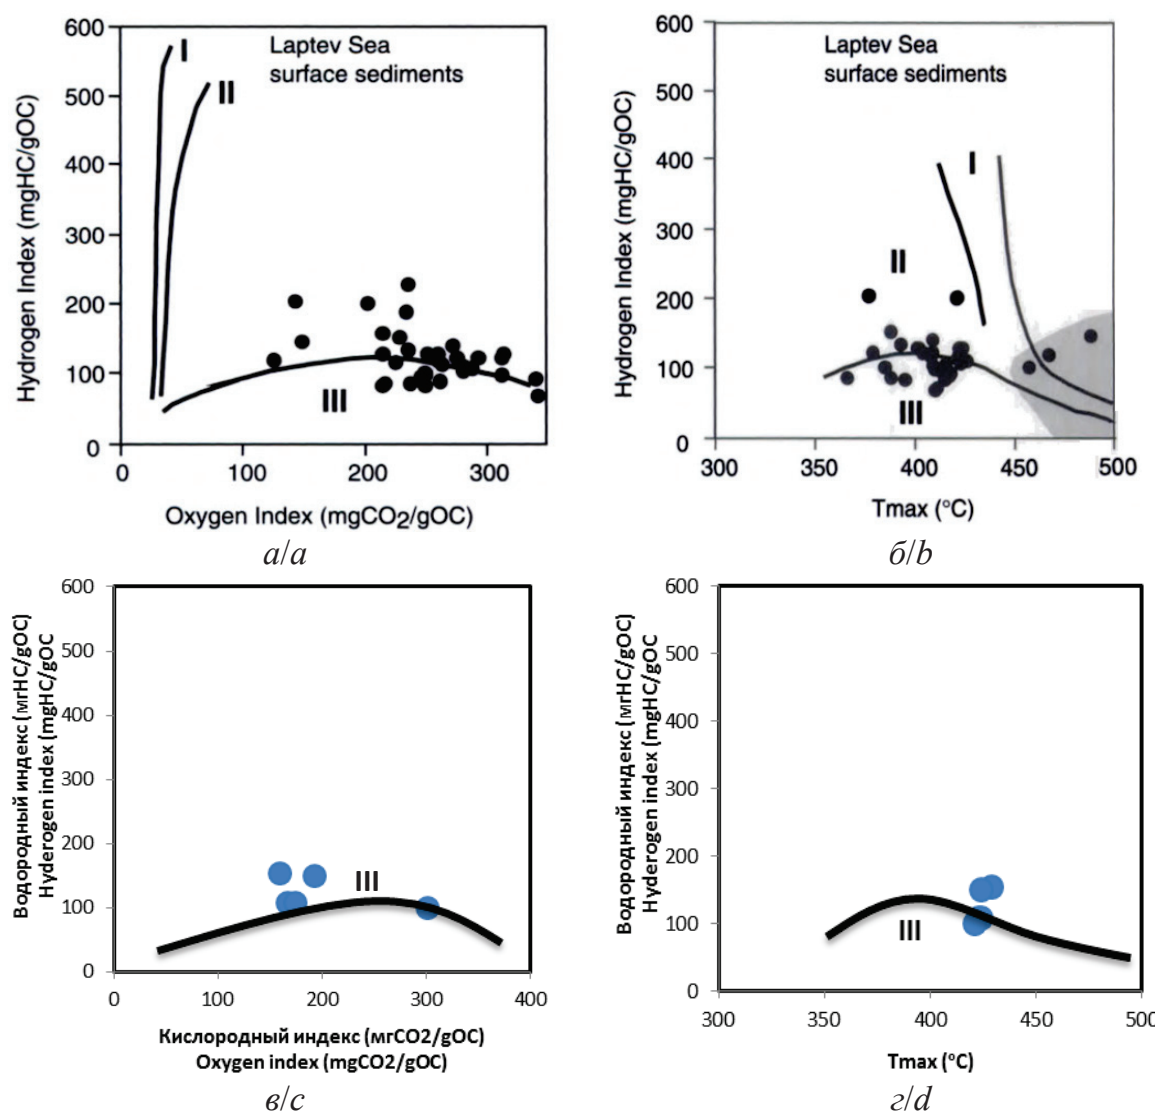 600
500
400
300
200
100
0
Hydrogen Index (mgHC/gOC)
Laptev Sea
surface sediments
I
II
III
0
100
200
300
Oxygen Index (mgCO2/gOC)
а/a
600
500
400
300
200
100
0
Hydrogen Index (mgHC/gOC)
Laptev Sea
surface sediments
I
II
III
300
350
400
450
500
Tmax (°C)
б/b
600
500
400
300
200
100
0
Водородный индекс (мгHC/gOC)
Hyderogen index (mgHC/gOC
III
0
100
200
300
400
Кислородный индекс (мгCO2/gOC)
Oxygen index (mgCO2/gOC)
в/c
600
500
400
300
200
100
0
Водородный индекс (мгHC/gOC)
Hyderogen index (mgHC/gOC
III
300
350
400
450
500
Tmax (°C)
г/d